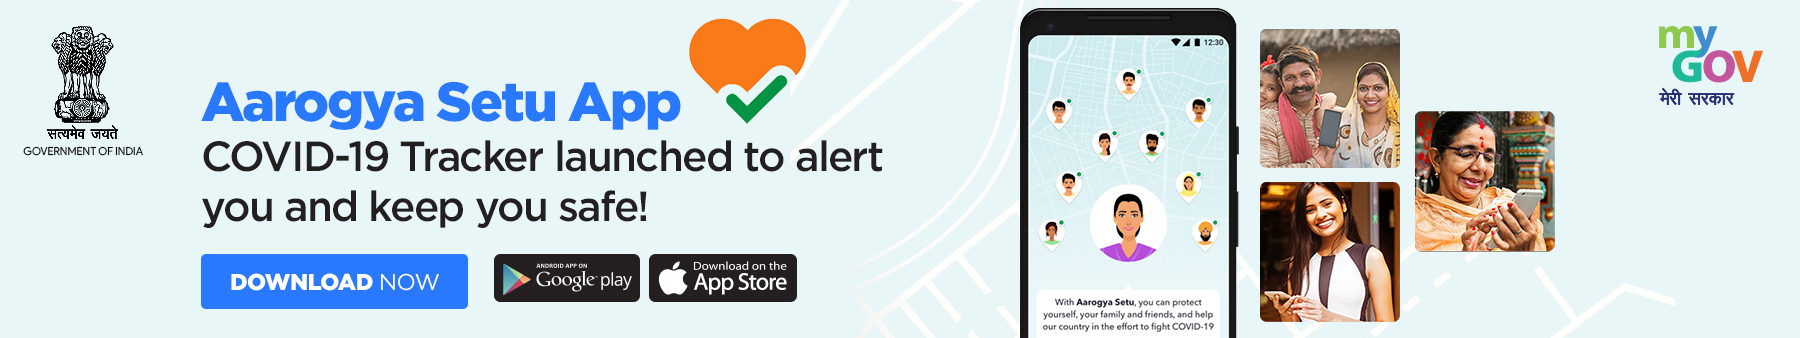 सत्यमेव जयते
GOVERNMENT OF INDIA
Aarogya Setu App
COVID-19 Tracker launched to alert
you and keep you safe!
DOWNLOAD NOW
ANDROID APP ON
Google play
Download on the
App Store
12:30
With Aarogya Setu, you can protect
yourself, your family and friends, and help
our country in the effort to fight COVID-19
my
GOV
मेरी सरकार